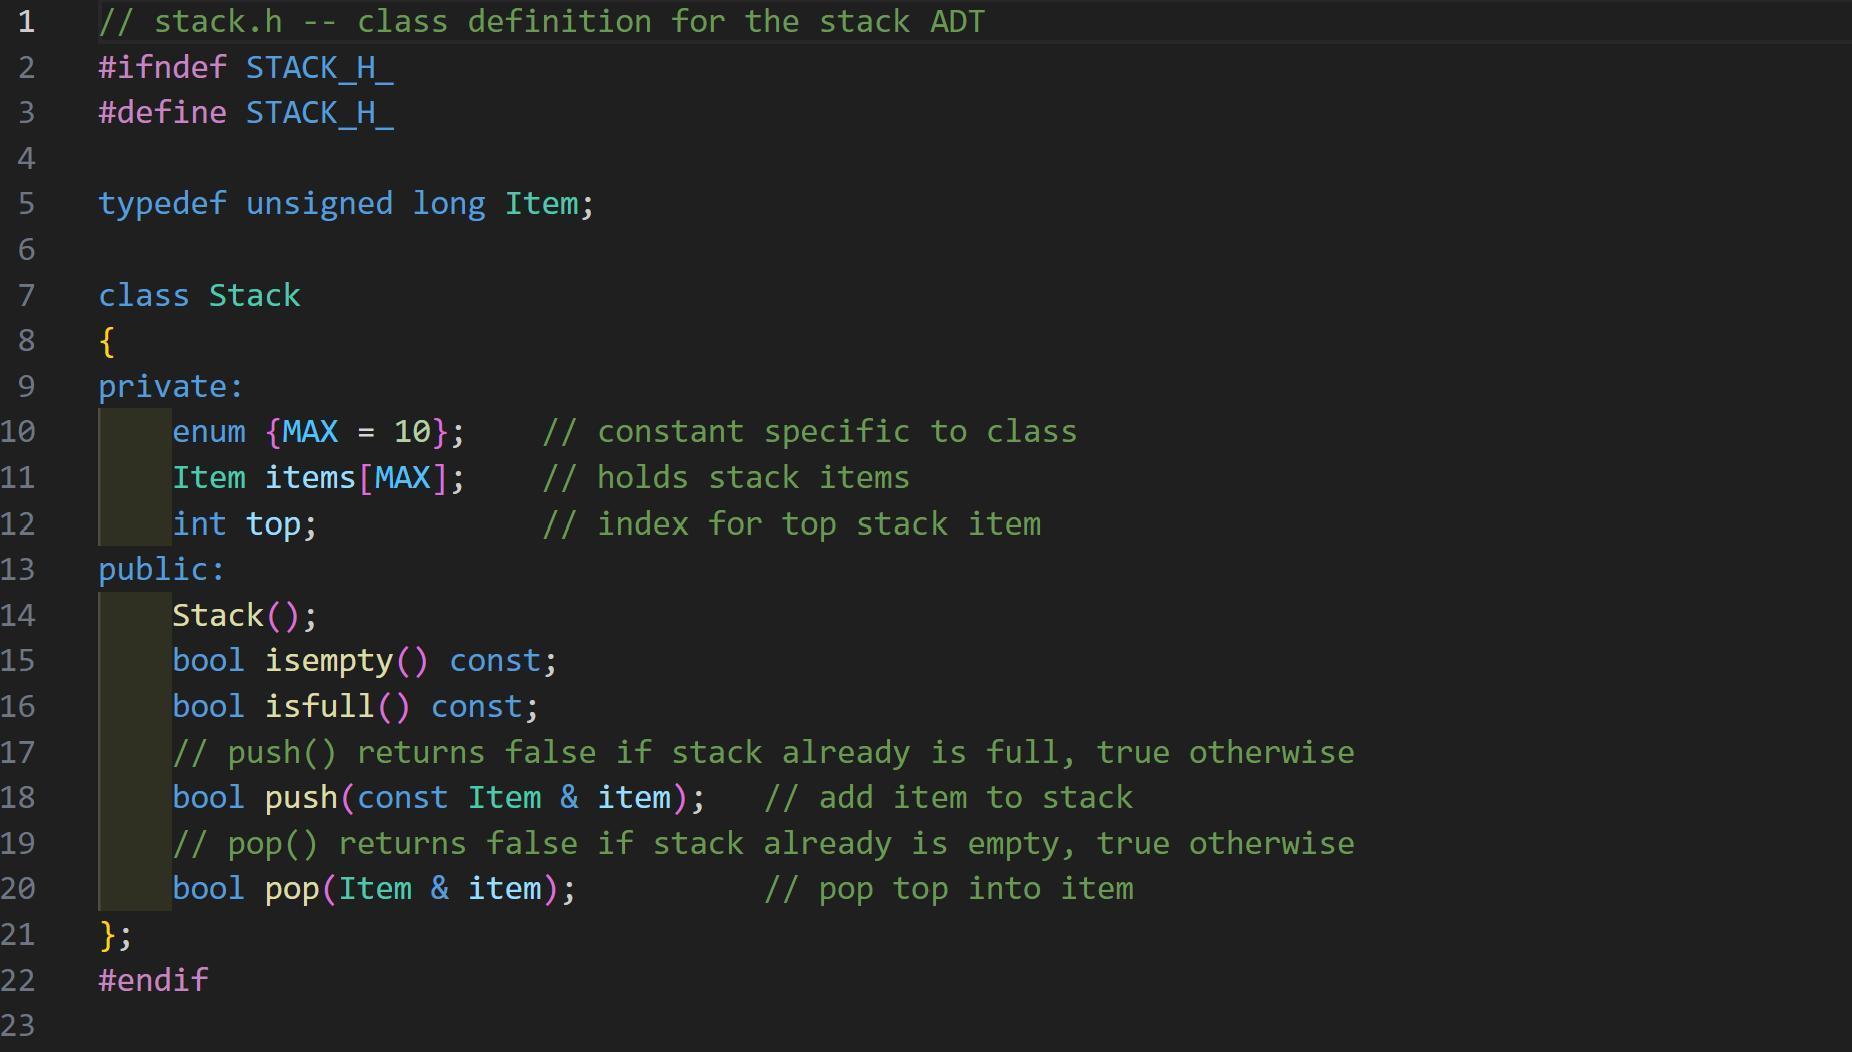 1 // stack.h -- class definition for the stack ADT
2 #ifndef STACK_H_
3 #define STACK_H_
4
5 typedef unsigned long Item;
6
7 class Stack
8 {
9 private:
10     enum {MAX = 10};    // constant specific to class
11     Item items[MAX];    // holds stack items
12     int top;            // index for top stack item
13 public:
14     Stack();
15     bool isempty() const;
16     bool isfull() const;
17     // push() returns false if stack already is full, true otherwise
18     bool push(const Item & item);   // add item to stack
19     // pop() returns false if stack already is empty, true otherwise
20     bool pop(Item & item);          // pop top into item
21 };
22 #endif
23